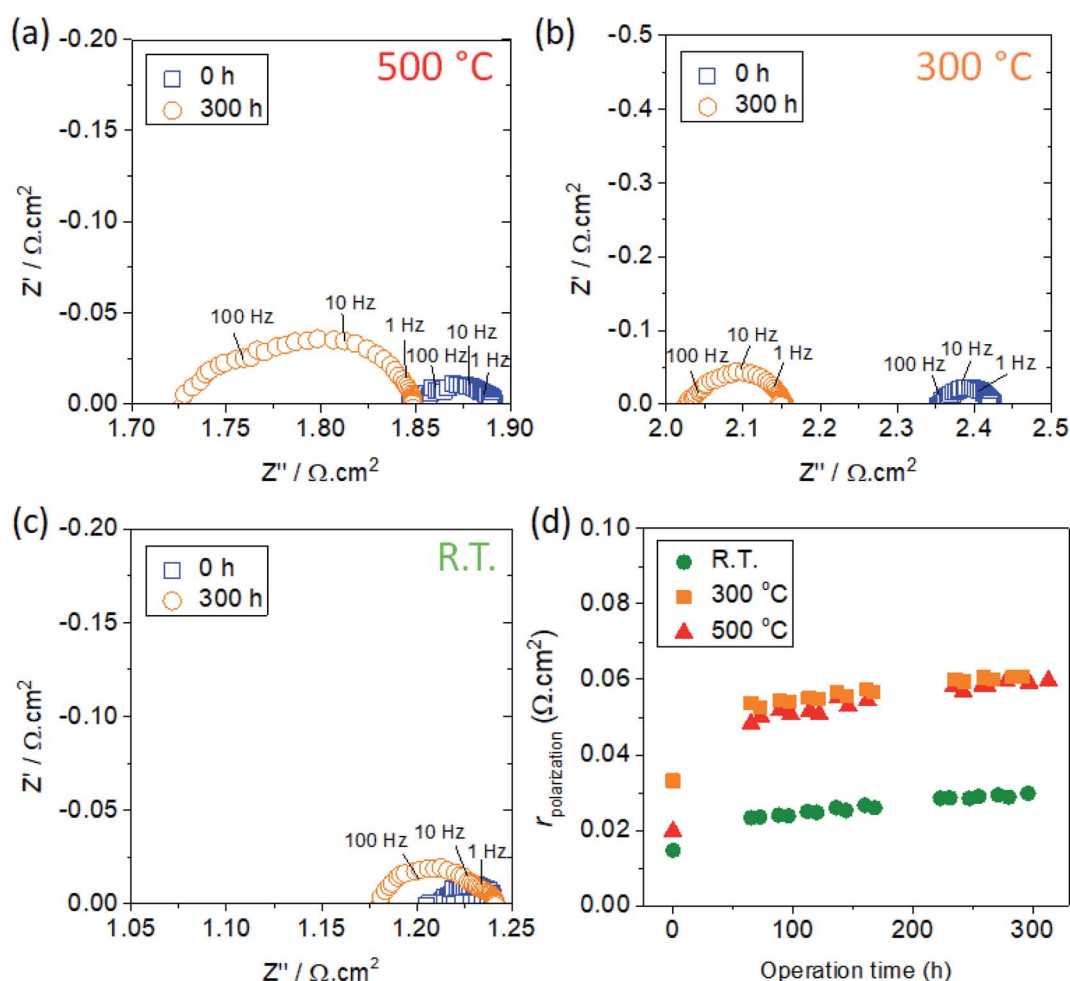 (a)
-0.20
-0.15
-0.10
-0.05
0.00
Z' / Ω.cm²
0 h
300 h
500 °C
100 Hz
10 Hz
1 Hz
100 Hz
10 Hz
1 Hz
1.70 1.75 1.80 1.85 1.90
Z'' / Ω.cm²
(b)
-0.5
-0.4
-0.3
-0.2
-0.1
0.0
Z' / Ω.cm²
0 h
300 h
300 °C
100 Hz
10 Hz
1 Hz
100 Hz
10 Hz
1 Hz
2.0 2.1 2.2 2.3 2.4 2.5
Z'' / Ω.cm²
(c)
-0.20
-0.15
-0.10
-0.05
0.00
Z' / Ω.cm²
0 h
300 h
R.T.
100 Hz
10 Hz
1 Hz
1.05 1.10 1.15 1.20 1.25
Z'' / Ω.cm²
(d)
0.10
0.08
0.06
0.04
0.02
0.00
r polarization (Ω.cm²)
R.T.
300 °C
500 °C
0 100 200 300
Operation time (h)